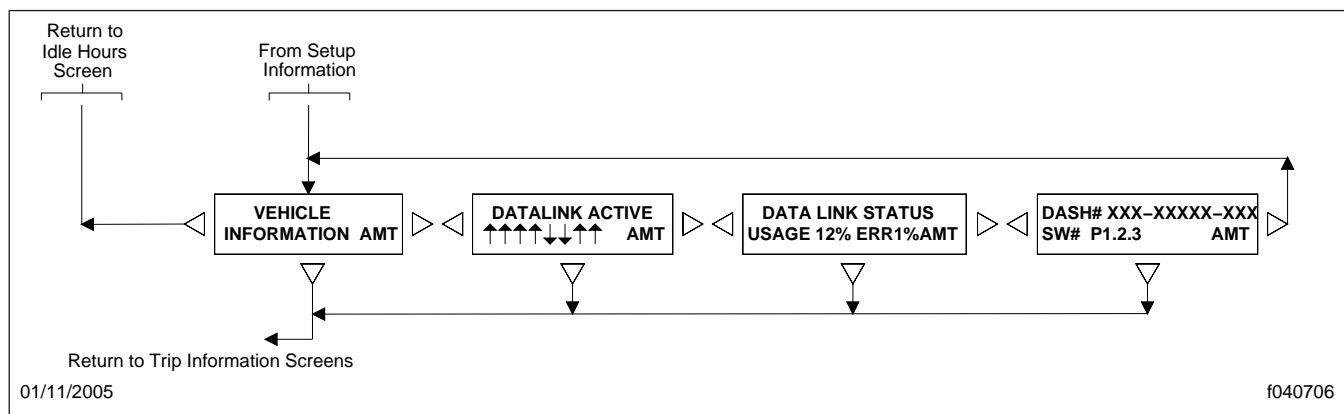 Return to
Idle Hours
Screen
From Setup
Information
VEHICLE
INFORMATION AMT
DATALINK ACTIVE
↑↑↑↑↓↓↑↑ AMT
DATA LINK STATUS
USAGE 12% ERR1%AMT
DASH# XXX–XXXXX–XXX
SW# P1.2.3 AMT
Return to Trip Information Screens
01/11/2005
f040706